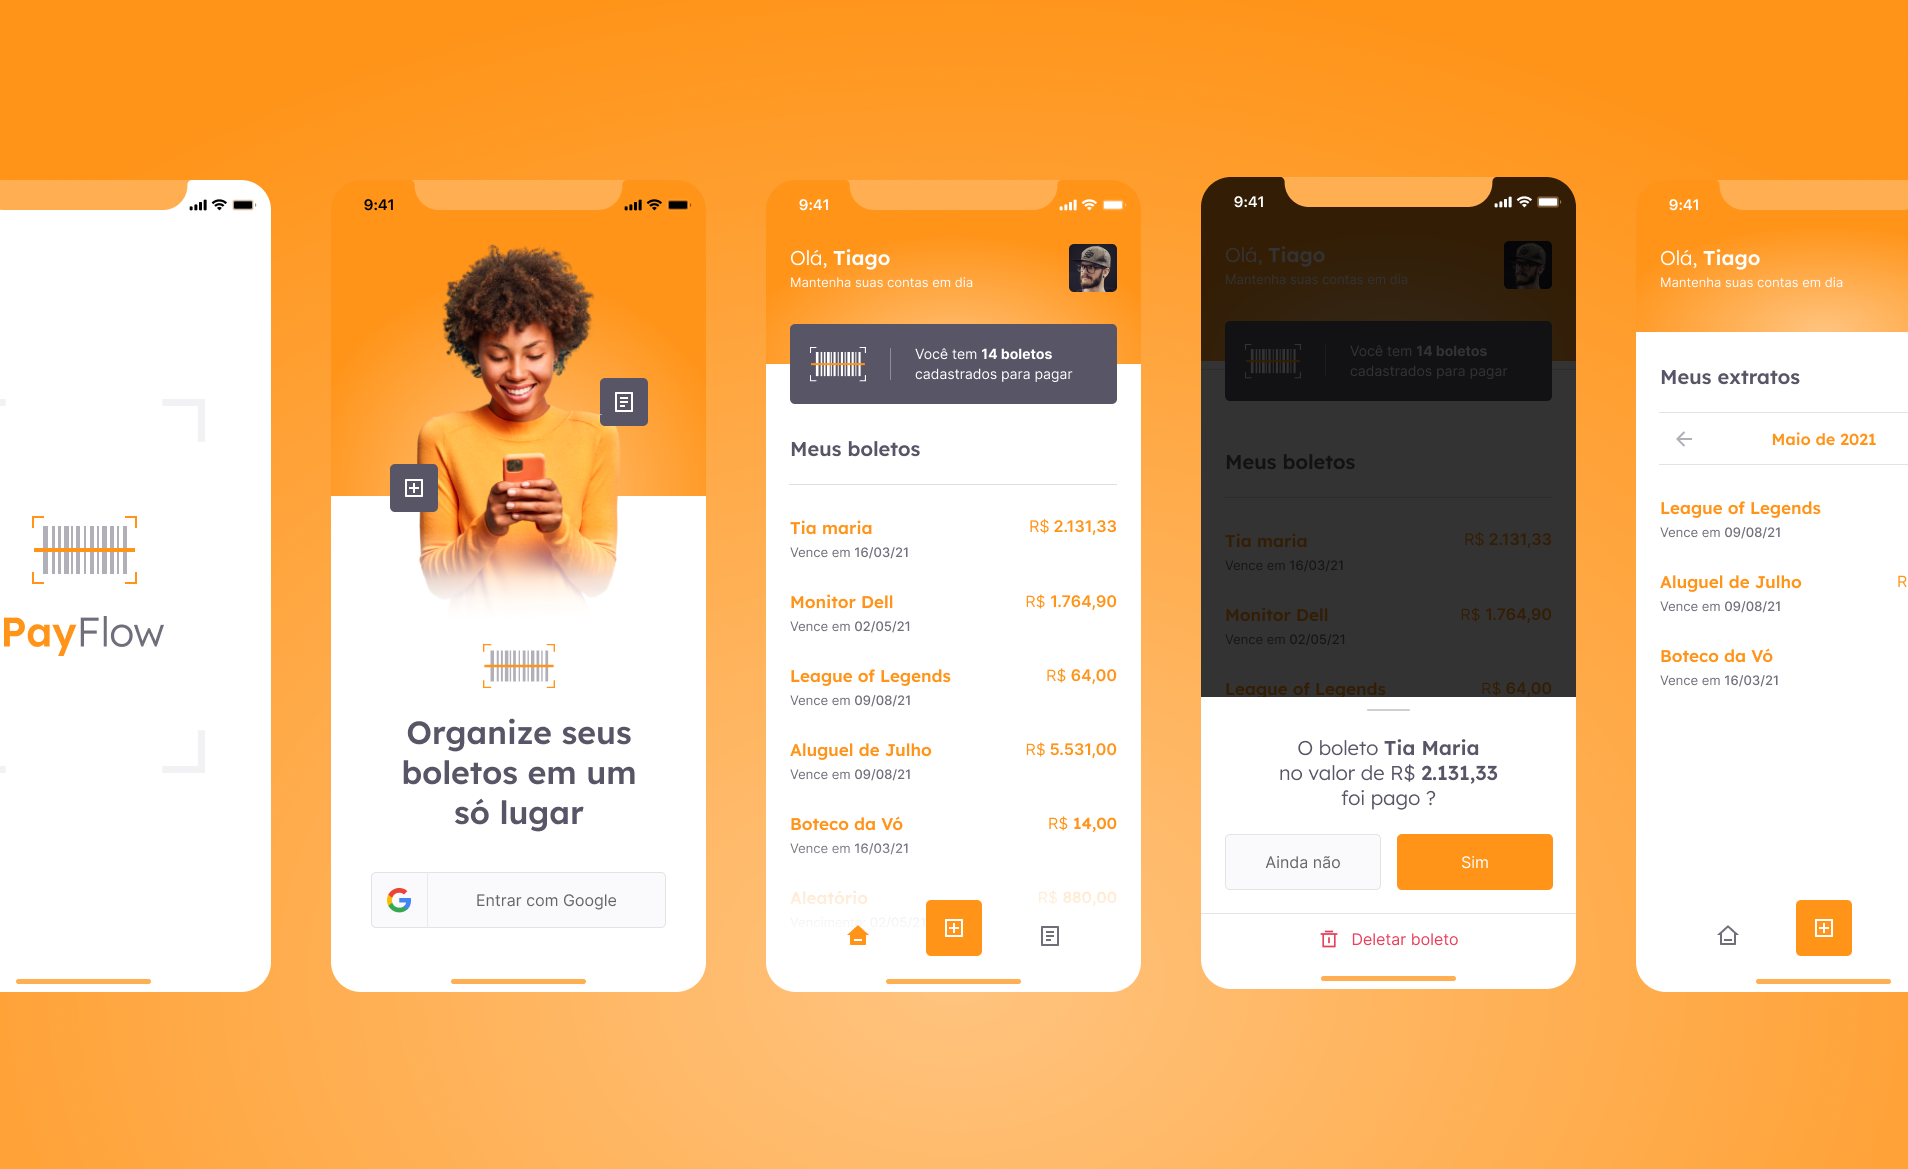 PayFlow
9:41
Organize seus
boletos em um
só lugar
Entrar com Google
9:41
Olá, Tiago
Mantenha suas contas em dia
Você tem 14 boletos
cadastrados para pagar
Meus boletos
Tia maria R$ 2.131,33
Vence em 16/03/21
Monitor Dell R$ 1.764,90
Vence em 02/05/21
League of Legends R$ 64,00
Vence em 09/08/21
Aluguel de Julho R$ 5.531,00
Vence em 09/08/21
Boteco da Vó R$ 14,00
Vence em 16/03/21
Aleatório R$ 880,00
Vencimento: 02/05/21
9:41
Olá, Tiago
Mantenha suas contas em dia
Você tem 14 boletos
cadastrados para pagar
Meus boletos
Tia maria R$ 2.131,33
Vence em 16/03/21
Monitor Dell R$ 1.764,90
Vence em 02/05/21
League of Legends R$ 64,00
O boleto Tia Maria
no valor de R$ 2.131,33
foi pago ?
Ainda não Sim
Deletar boleto
9:41
Olá, Tiago
Mantenha suas contas em dia
Meus extratos
Maio de 2021
League of Legends
Vence em 09/08/21
Aluguel de Julho R
Vence em 09/08/21
Boteco da Vó
Vence em 16/03/21